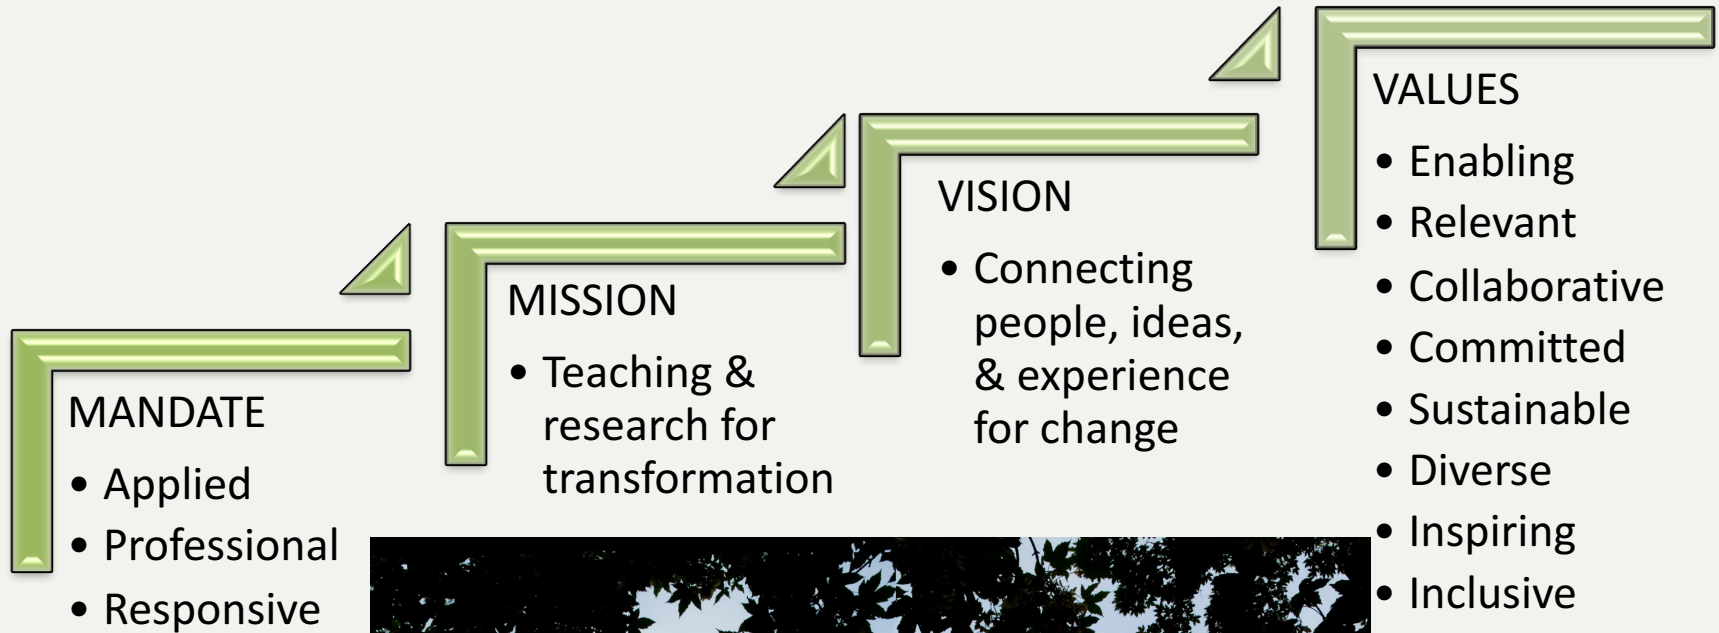 MANDATE
• Applied
• Professional
• Responsive
MISSION
• Teaching &
research for
transformation
VISION
• Connecting
people, ideas,
& experience
for change
VALUES
• Enabling
• Relevant
• Collaborative
• Committed
• Sustainable
• Diverse
• Inspiring
• Inclusive